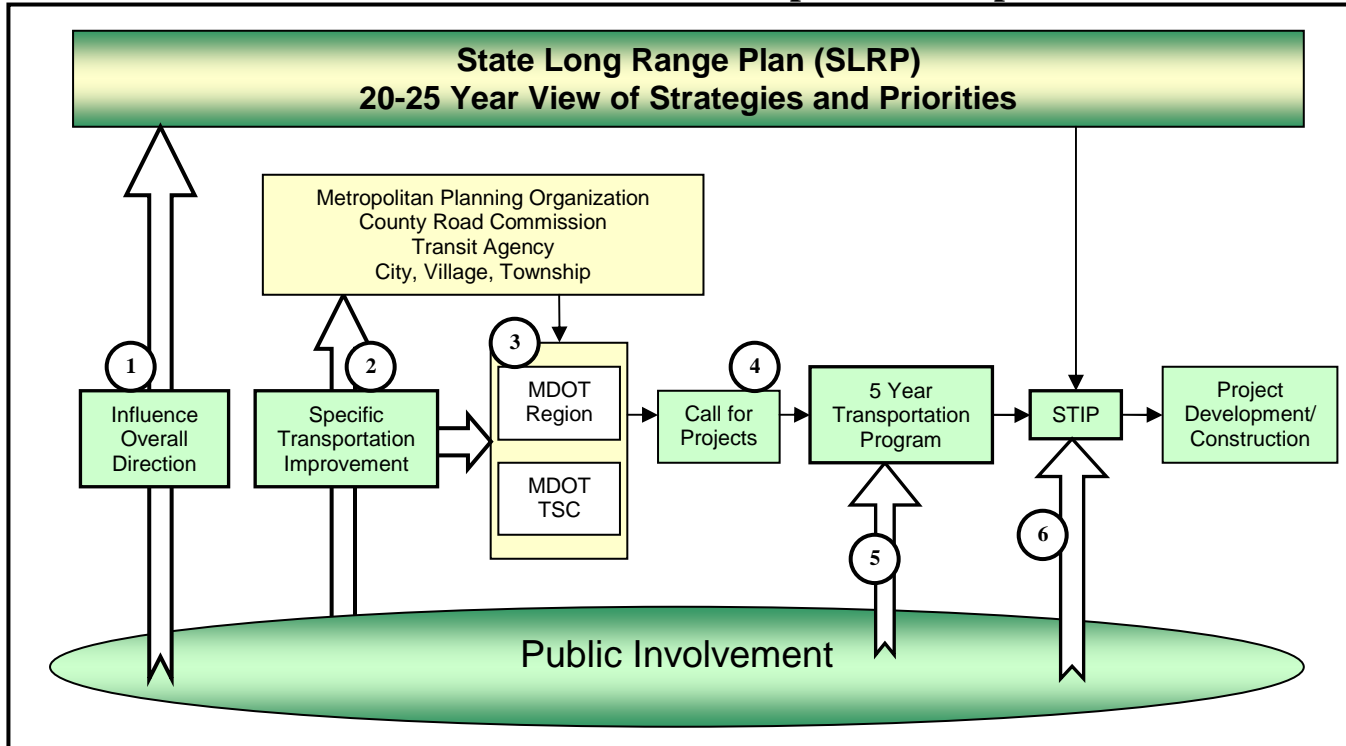 State Long Range Plan (SLRP)
20-25 Year View of Strategies and Priorities
Metropolitan Planning Organization
County Road Commission
Transit Agency
City, Village, Township
1
Influence
Overall
Direction
2
Specific
Transportation
Improvement
3
MDOT
Region
MDOT
TSC
4
Call for
Projects
5 Year
Transportation
Program
STIP
Project
Development/
Construction
5
6
Public Involvement